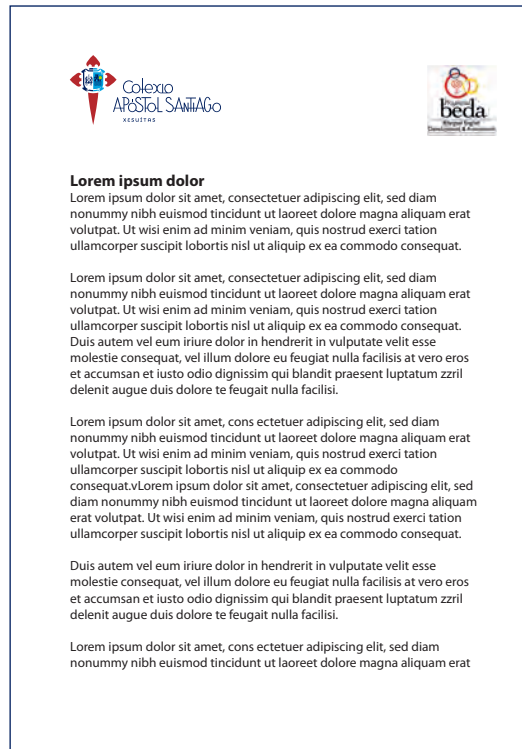 Colexio
APOSTOL SANTIAGO
XESUÍTAS
beda
Lorem ipsum dolor
Lorem ipsum dolor sit amet, consectetuer adipiscing elit, sed diam
nonummy nibh euismod tincidunt ut laoreet dolore magna aliquam erat
volutpat. Ut wisi enim ad minim veniam, quis nostrud exerci tation
ullamcorper suscipit lobortis nisl ut aliquip ex ea commodo consequat.
Lorem ipsum dolor sit amet, consectetuer adipiscing elit, sed diam
nonummy nibh euismod tincidunt ut laoreet dolore magna aliquam erat
volutpat. Ut wisi enim ad minim veniam, quis nostrud exerci tation
ullamcorper suscipit lobortis nisl ut aliquip ex ea commodo consequat.
Duis autem vel eum iriure dolor in hendrerit in vulputate velit esse
molestie consequat, vel illum dolore eu feugiat nulla facilisis at vero eros
et accumsan et iusto odio dignissim qui blandit praesent luptatum zzril
delenit augue duis dolore te feugait nulla facilisi.
Lorem ipsum dolor sit amet, cons ectetuer adipiscing elit, sed diam
nonummy nibh euismod tincidunt ut laoreet dolore magna aliquam erat
volutpat. Ut wisi enim ad minim veniam, quis nostrud exerci tation
ullamcorper suscipit lobortis nisl ut aliquip ex ea commodo
consequat.vLorem ipsum dolor sit amet, consectetuer adipiscing elit, sed
diam nonummy nibh euismod tincidunt ut laoreet dolore magna aliquam
erat volutpat. Ut wisi enim ad minim veniam, quis nostrud exerci tation
ullamcorper suscipit lobortis nisl ut aliquip ex ea commodo consequat.
Duis autem vel eum iriure dolor in hendrerit in vulputate velit esse
molestie consequat, vel illum dolore eu feugiat nulla facilisis at vero eros
et accumsan et iusto odio dignissim qui blandit praesent luptatum zzril
delenit augue duis dolore te feugait nulla facilisi.
Lorem ipsum dolor sit amet, cons ectetuer adipiscing elit, sed diam
nonummy nibh euismod tincidunt ut laoreet dolore magna aliquam erat